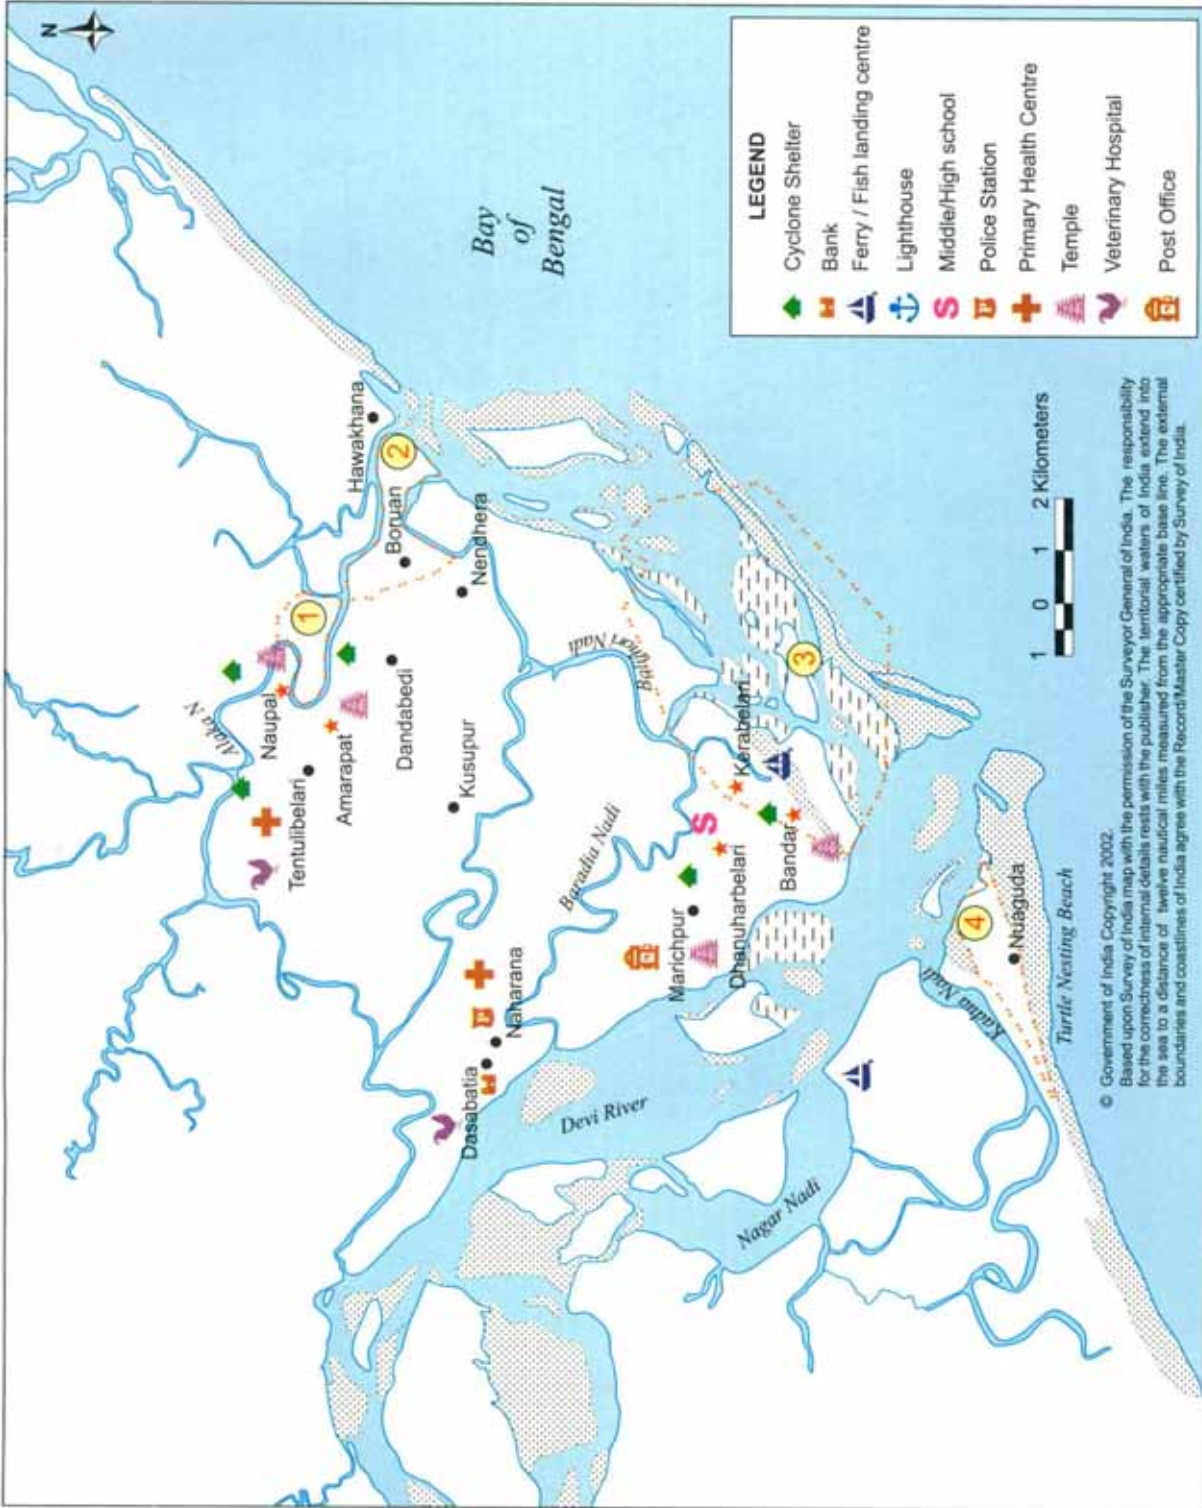 N
Alaka N
Naupal
Tentulibelari
Amarapat
Dandabedi
Kusupur
Hawakhana
Boruan
Nendhera
1
2
Bay
of
Bengal
Baradia Nadi
Dasabatia
Naharana
Marichpur
Dhanuharbelari
Kerabelari
Bandar
3
Devi River
Nagar Nadi
Kadua Nadi
4
Nuaguda
Turtle Nesting Beach
LEGEND
Cyclone Shelter
Bank
Ferry / Fish landing centre
Lighthouse
S Middle/High school
Police Station
Primary Health Centre
Temple
Veterinary Hospital
Post Office
S
1 0 1 2 Kilometers
© Government of India Copyright 2002.
Based upon Survey of India map with the permission of the Surveyor General of India. The responsibility
for the correctness of internal details rests with the publisher. The territorial waters of India extend into
the sea to a distance of twelve nautical miles measured from the appropriate base line. The external
boundaries and coastlines of India agree with the Record/Master Copy certified by Survey of India.